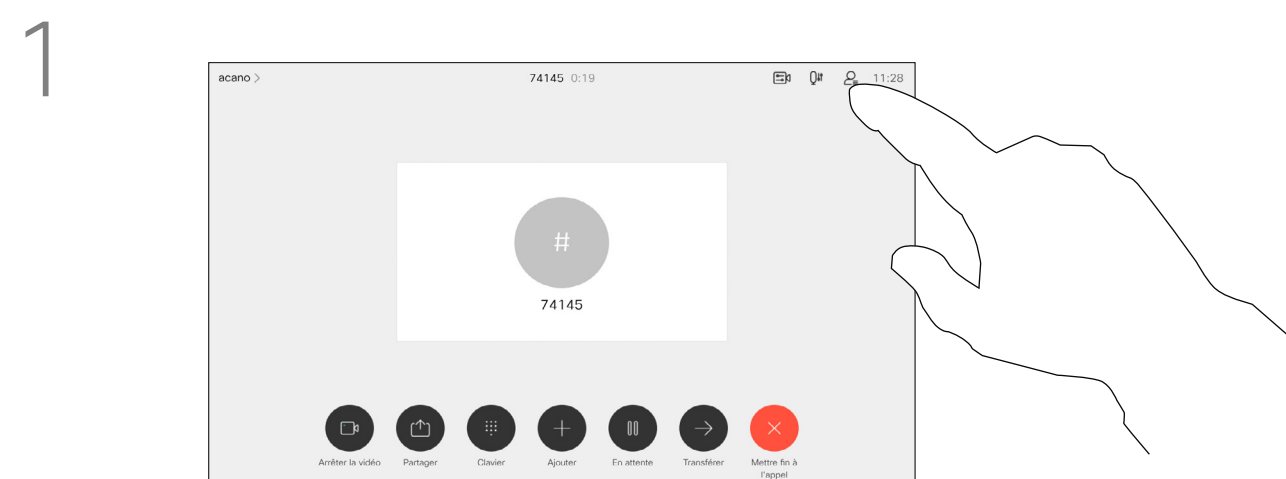 1
acano >
74145 0:19
11:28
#
74145
Arrêter la vidéo
Partager
Clavier
Ajouter
En attente
Transférer
Mettre fin à
l'appel